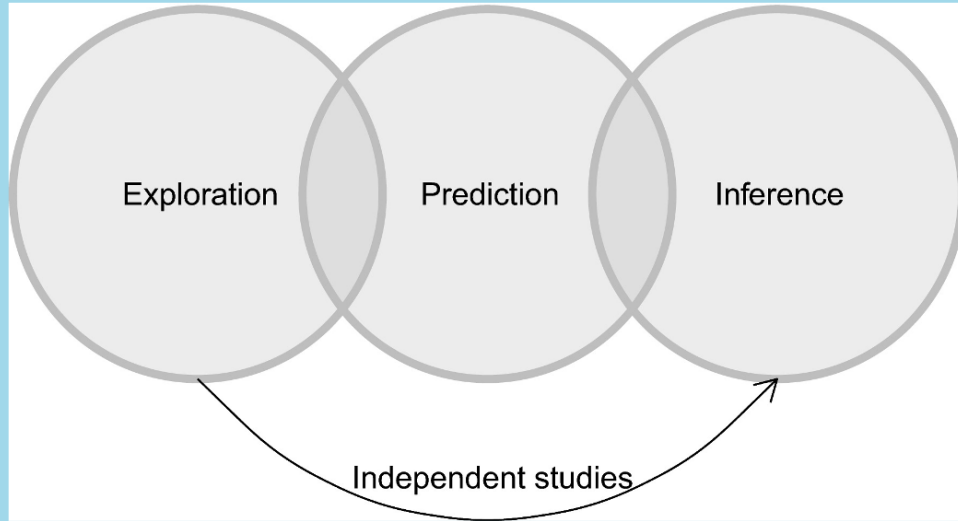 Exploration
Prediction
Inference
Independent studies